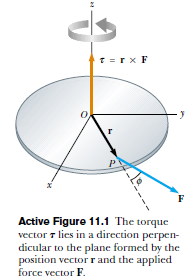 z
τ = r × F
O
y
r
P
x
ϕ
F
Active Figure 11.1 The torque
vector τ lies in a direction perpen-
dicular to the plane formed by the
position vector r and the applied
force vector F.